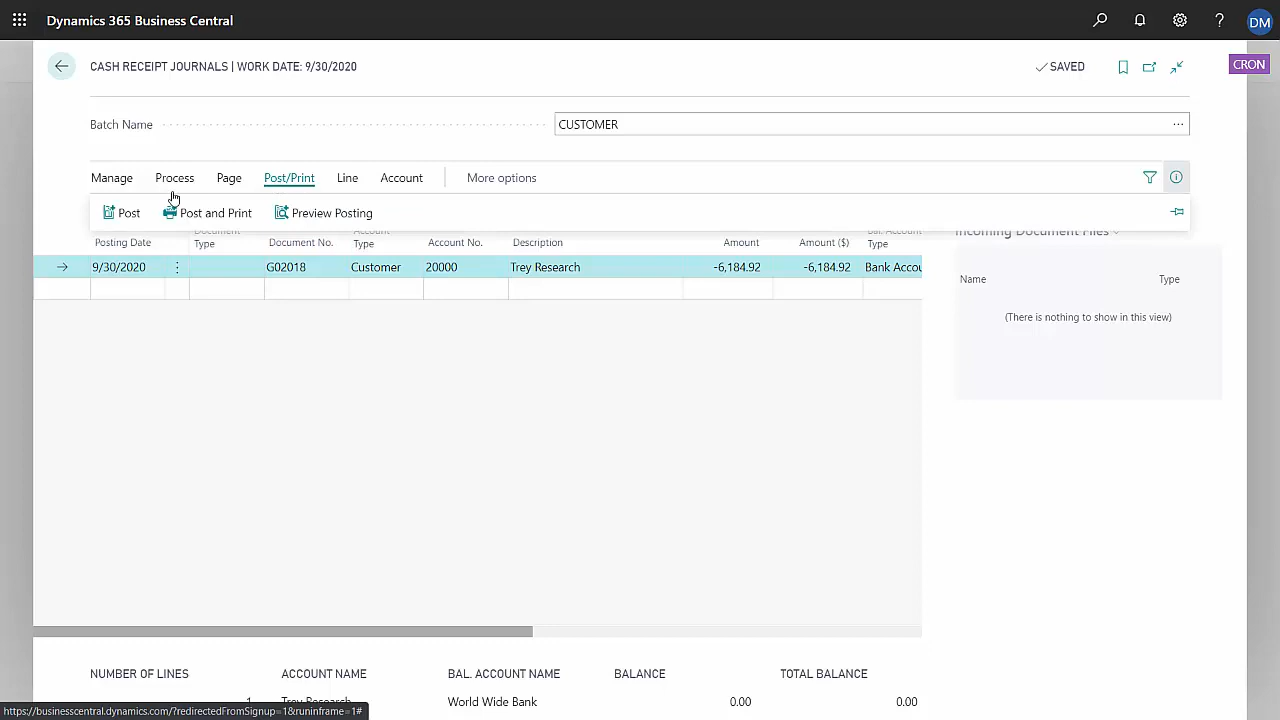 Dynamics 365 Business Central
DM
CASH RECEIPT JOURNALS | WORK DATE: 9/30/2020
SAVED
CRON
Batch Name
CUSTOMER
Manage Process Page Post/Print Line Account More options
Post Post and Print Preview Posting
Incoming Document Files
Posting Date Document Type Document No. Account Type Account No. Description Amount Amount ($) Bal. Account Type
9/30/2020 G02018 Customer 20000 Trey Research -6,184.92 -6,184.92 Bank Accou
Name Type
(There is nothing to show in this view)
NUMBER OF LINES ACCOUNT NAME BAL. ACCOUNT NAME BALANCE TOTAL BALANCE
1 Trey Research World Wide Bank 0.00 0.00
https://businesscentral.dynamics.com/?redirectedFromSignup=1&runinframe=1#